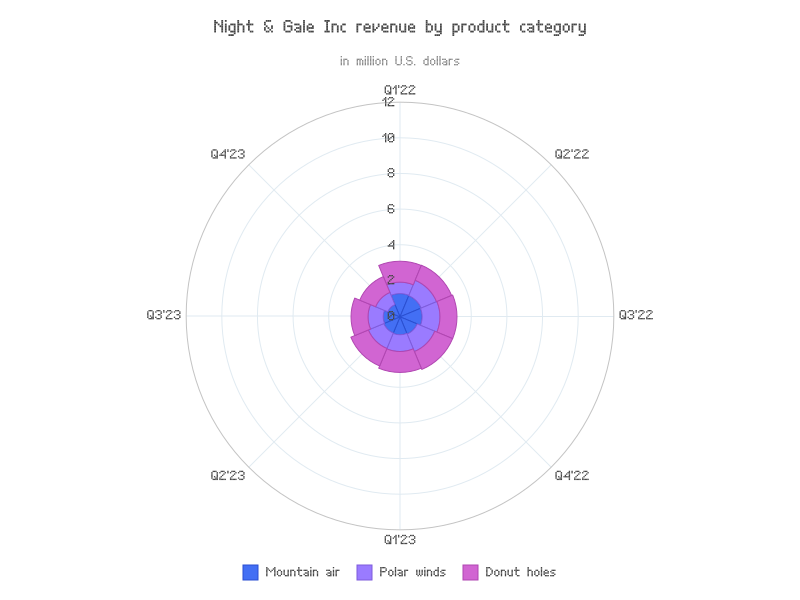 Night & Gale Inc revenue by product category
in million U.S. dollars
Q1'22
12
10
8
6
4
2
0
Q4'23
Q2'22
Q3'23
Q3'22
Q2'23
Q4'22
Q1'23
Mountain air
Polar winds
Donut holes